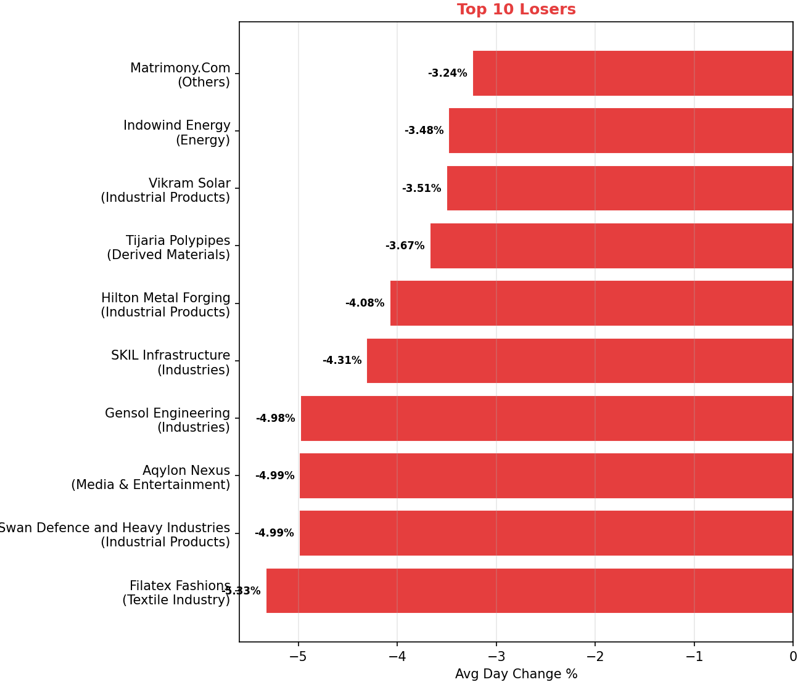 Top 10 Losers
Matrimony.Com
(Others)
-3.24%
Indowind Energy
(Energy)
-3.48%
Vikram Solar
(Industrial Products)
-3.51%
Tijaria Polypipes
(Derived Materials)
-3.67%
Hilton Metal Forging
(Industrial Products)
-4.08%
SKIL Infrastructure
(Industries)
-4.31%
Gensol Engineering
(Industries)
-4.98%
Aqylon Nexus
(Media & Entertainment)
-4.99%
Swan Defence and Heavy Industries
(Industrial Products)
-4.99%
Filatex Fashions
(Textile Industry)
-5.33%
−5 −4 −3 −2 −1 0
Avg Day Change %